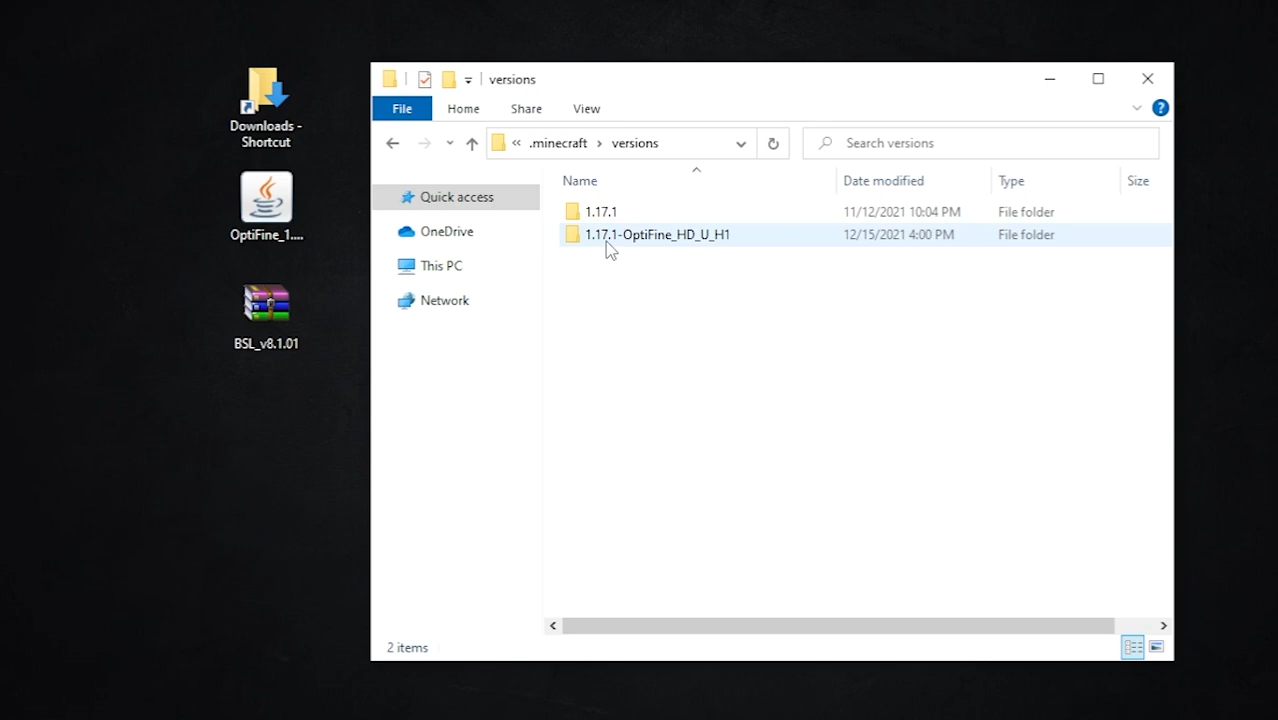 Downloads -
Shortcut
OptiFine_1....
BSL_v8.1.01
versions
File Home Share View
« .minecraft > versions
Search versions
Name Date modified Type Size
Quick access
OneDrive
This PC
Network
1.17.1 11/12/2021 10:04 PM File folder
1.17.1-OptiFine_HD_U_H1 12/15/2021 4:00 PM File folder
2 items